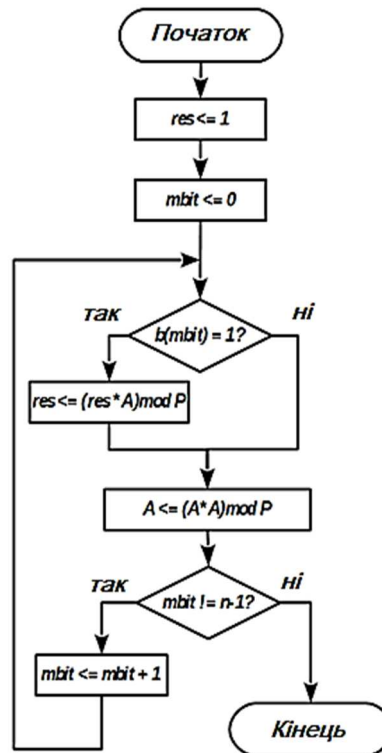 Початок
res<= 1
mbit <= 0
так
ні
b(mbit) = 1?
res<= (res*A)mod P
A <= (A*A)mod P
так
ні
mbit != n-1?
mbit <= mbit + 1
Кінець